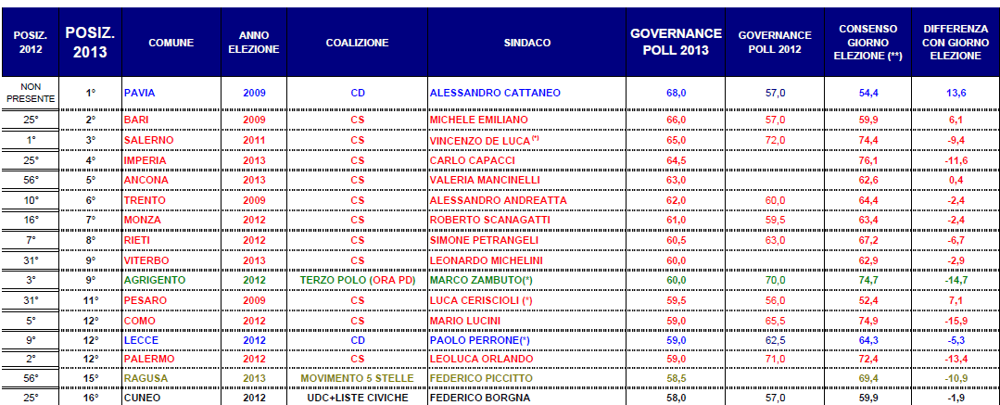 POSIZ. 2012 POSIZ. 2013 COMUNE ANNO ELEZIONE COALIZIONE SINDACO GOVERNANCE POLL 2013 GOVERNANCE POLL 2012 CONSENSO GIORNO ELEZIONE (**) DIFFERENZA CON GIORNO ELEZIONE
NON PRESENTE 1° PAVIA 2009 CD ALESSANDRO CATTANEO 68,0 57,0 54,4 13,6
25° 2° BARI 2009 CS MICHELE EMILIANO 66,0 57,0 59,9 6,1
1° 3° SALERNO 2011 CS VINCENZO DE LUCA (*) 65,0 72,0 74,4 -9,4
25° 4° IMPERIA 2013 CS CARLO CAPACCI 64,5 76,1 -11,6
56° 5° ANCONA 2013 CS VALERIA MANCINELLI 63,0 62,6 0,4
10° 6° TRENTO 2009 CS ALESSANDRO ANDREATTA 62,0 60,0 64,4 -2,4
16° 7° MONZA 2012 CS ROBERTO SCANAGATTI 61,0 59,5 63,4 -2,4
7° 8° RIETI 2012 CS SIMONE PETRANGELI 60,5 63,0 67,2 -6,7
31° 9° VITERBO 2013 CS LEONARDO MICHELINI 60,0 62,9 -2,9
3° 9° AGRIGENTO 2012 TERZO POLO (ORA PD) MARCO ZAMBUTO(*) 60,0 70,0 74,7 -14,7
31° 11° PESARO 2009 CS LUCA CERISCIOLI (*) 59,5 56,0 52,4 7,1
5° 12° COMO 2012 CS MARIO LUCINI 59,0 65,5 74,9 -15,9
9° 12° LECCE 2012 CD PAOLO PERRONE(*) 59,0 62,5 64,3 -5,3
2° 12° PALERMO 2012 CS LEOLUCA ORLANDO 59,0 71,0 72,4 -13,4
56° 15° RAGUSA 2013 MOVIMENTO 5 STELLE FEDERICO PICCITTO 58,5 69,4 -10,9
25° 16° CUNEO 2012 UDC+LISTE CIVICHE FEDERICO BORGNA 58,0 57,0 59,9 -1,9